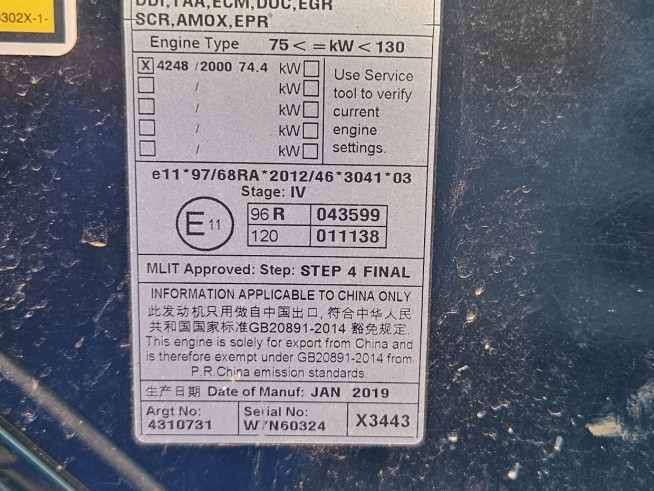 302X-1-
DDI,TAA,ECM,DOC,EGR
SCR,AMOX,EPR
Engine Type 75 < = kW < 130
X 4248 /2000 74.4 kW
/ kW
/ kW
/ kW
/ kW
Use Service
tool to verify
current
engine
settings.
e11*97/68RA*2012/46*3041*03
Stage: IV
E 11
96 R 043599
120 011138
MLIT Approved: Step: STEP 4 FINAL
INFORMATION APPLICABLE TO CHINA ONLY
此发动机只用做自中国出口, 符合中华人民
共和国国家标准GB20891-2014 豁免规定.
This engine is solely for export from China and
is therefore exempt under GB20891-2014 from
P.R.China emission standards.
生产日期 Date of Manuf: JAN 2019
Argt No:
4310731
Serial No:
N60324
X3443